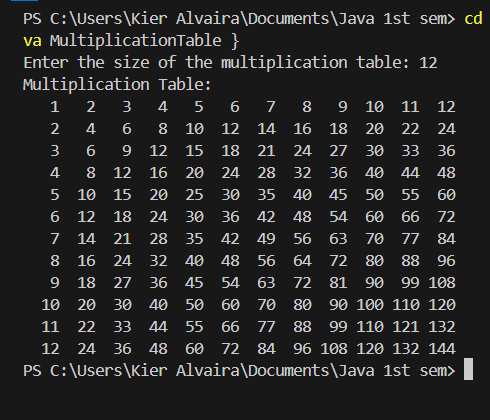 PS C:\Users\Kier Alvaira\Documents\Java 1st sem> cd
va MultiplicationTable }
Enter the size of the multiplication table: 12
Multiplication Table:
   1   2   3   4   5   6   7   8   9  10  11  12
   2   4   6   8  10  12  14  16  18  20  22  24
   3   6   9  12  15  18  21  24  27  30  33  36
   4   8  12  16  20  24  28  32  36  40  44  48
   5  10  15  20  25  30  35  40  45  50  55  60
   6  12  18  24  30  36  42  48  54  60  66  72
   7  14  21  28  35  42  49  56  63  70  77  84
   8  16  24  32  40  48  56  64  72  80  88  96
   9  18  27  36  45  54  63  72  81  90  99 108
  10  20  30  40  50  60  70  80  90 100 110 120
  11  22  33  44  55  66  77  88  99 110 121 132
  12  24  36  48  60  72  84  96 108 120 132 144
PS C:\Users\Kier Alvaira\Documents\Java 1st sem>